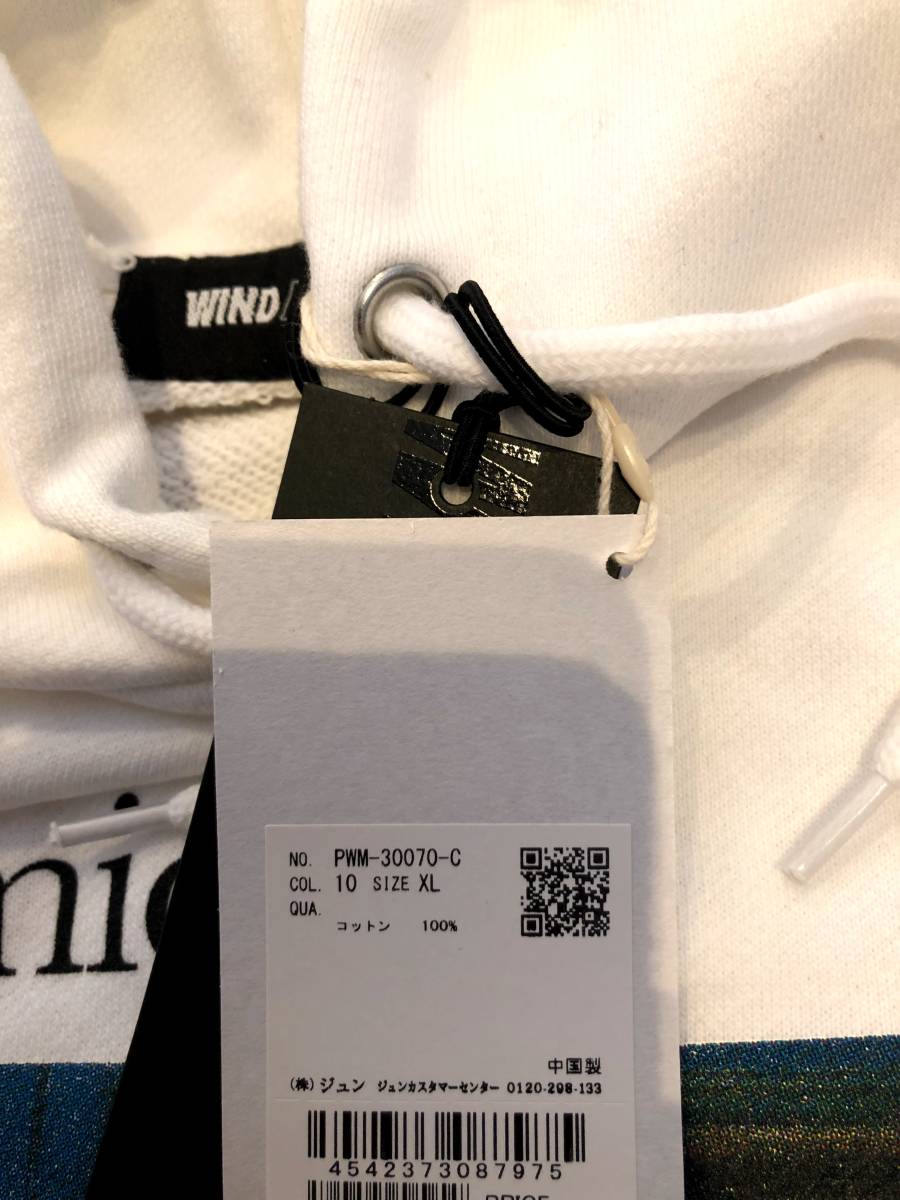 WIND
NO. PWM-30070-C
COL. 10 SIZE XL
QUA.
コットン 100%
中国製
(株)ジュン ジュンカスタマーセンター 0120-298-133
4542373087975
PRICE